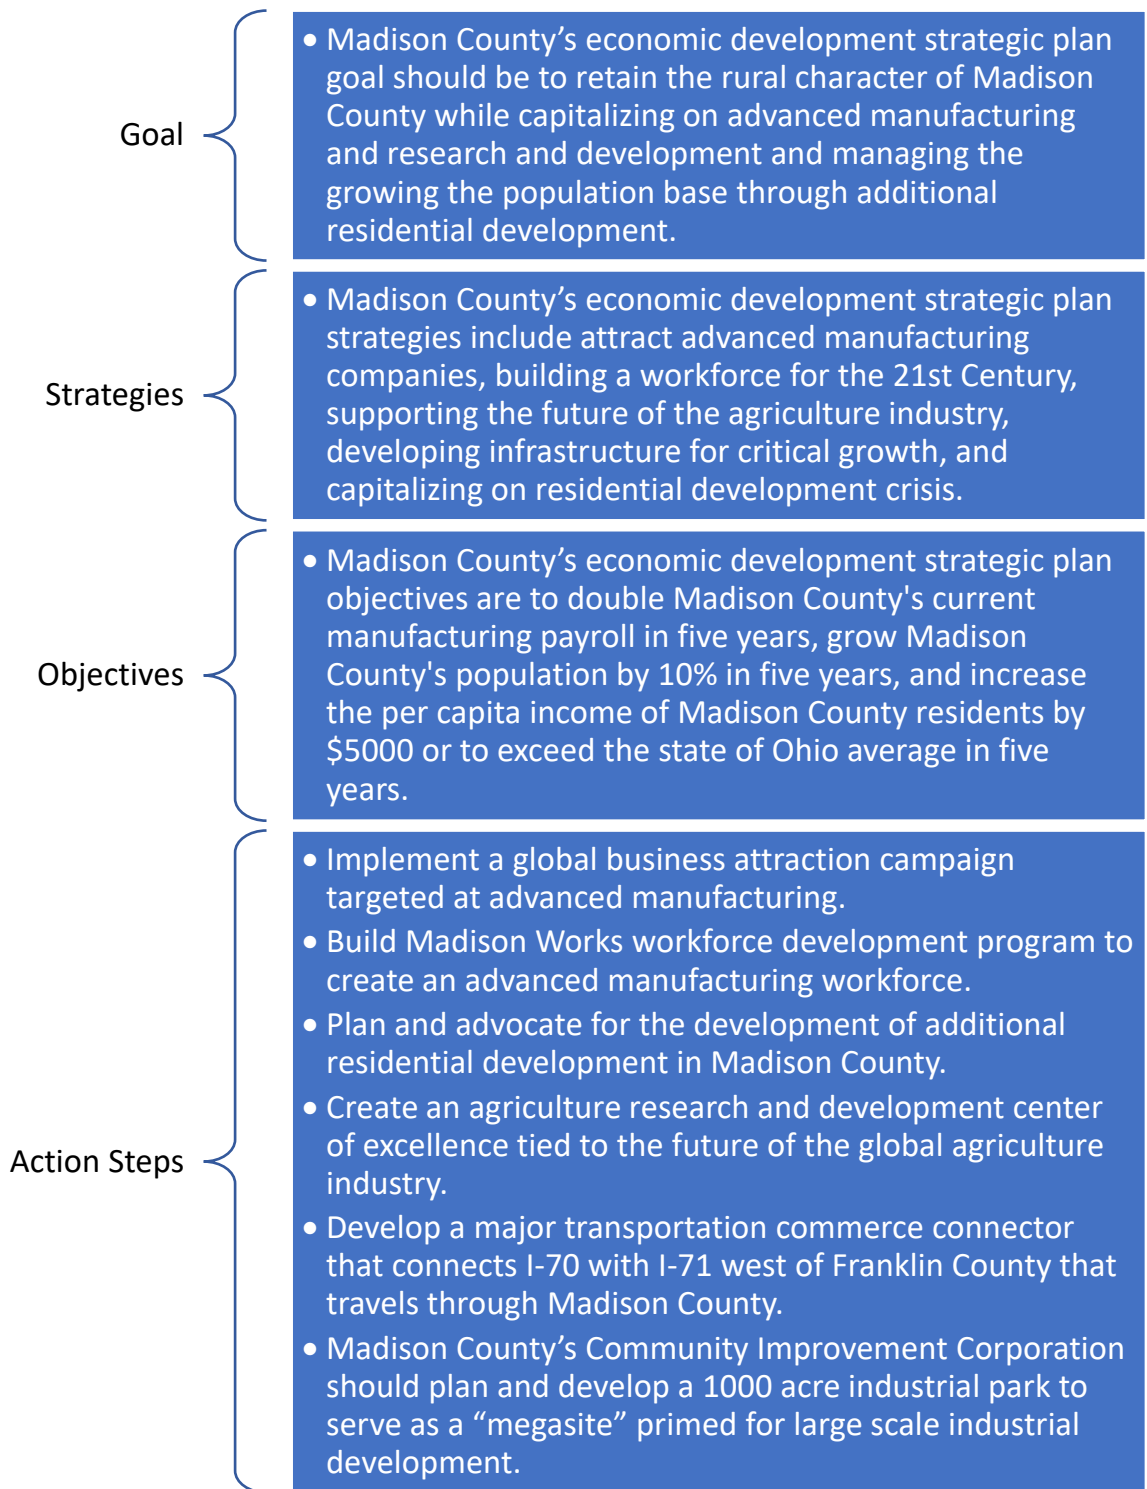 Goal
• Madison County’s economic development strategic plan
goal should be to retain the rural character of Madison
County while capitalizing on advanced manufacturing
and research and development and managing the
growing the population base through additional
residential development.
Strategies
• Madison County’s economic development strategic plan
strategies include attract advanced manufacturing
companies, building a workforce for the 21st Century,
supporting the future of the agriculture industry,
developing infrastructure for critical growth, and
capitalizing on residential development crisis.
Objectives
• Madison County’s economic development strategic plan
objectives are to double Madison County's current
manufacturing payroll in five years, grow Madison
County's population by 10% in five years, and increase
the per capita income of Madison County residents by
$5000 or to exceed the state of Ohio average in five
years.
Action Steps
• Implement a global business attraction campaign
targeted at advanced manufacturing.
• Build Madison Works workforce development program to
create an advanced manufacturing workforce.
• Plan and advocate for the development of additional
residential development in Madison County.
• Create an agriculture research and development center
of excellence tied to the future of the global agriculture
industry.
• Develop a major transportation commerce connector
that connects I-70 with I-71 west of Franklin County that
travels through Madison County.
• Madison County’s Community Improvement Corporation
should plan and develop a 1000 acre industrial park to
serve as a “megasite” primed for large scale industrial
development.